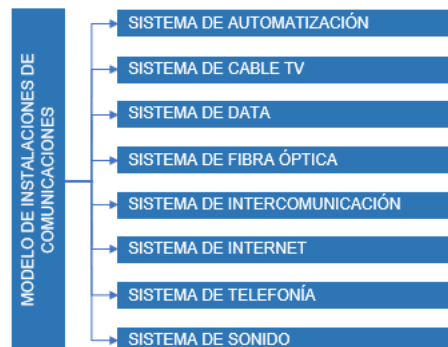 MODELO DE INSTALACIONES DE
COMUNICACIONES
SISTEMA DE AUTOMATIZACIÓN
SISTEMA DE CABLE TV
SISTEMA DE DATA
SISTEMA DE FIBRA ÓPTICA
SISTEMA DE INTERCOMUNICACIÓN
SISTEMA DE INTERNET
SISTEMA DE TELEFONÍA
SISTEMA DE SONIDO